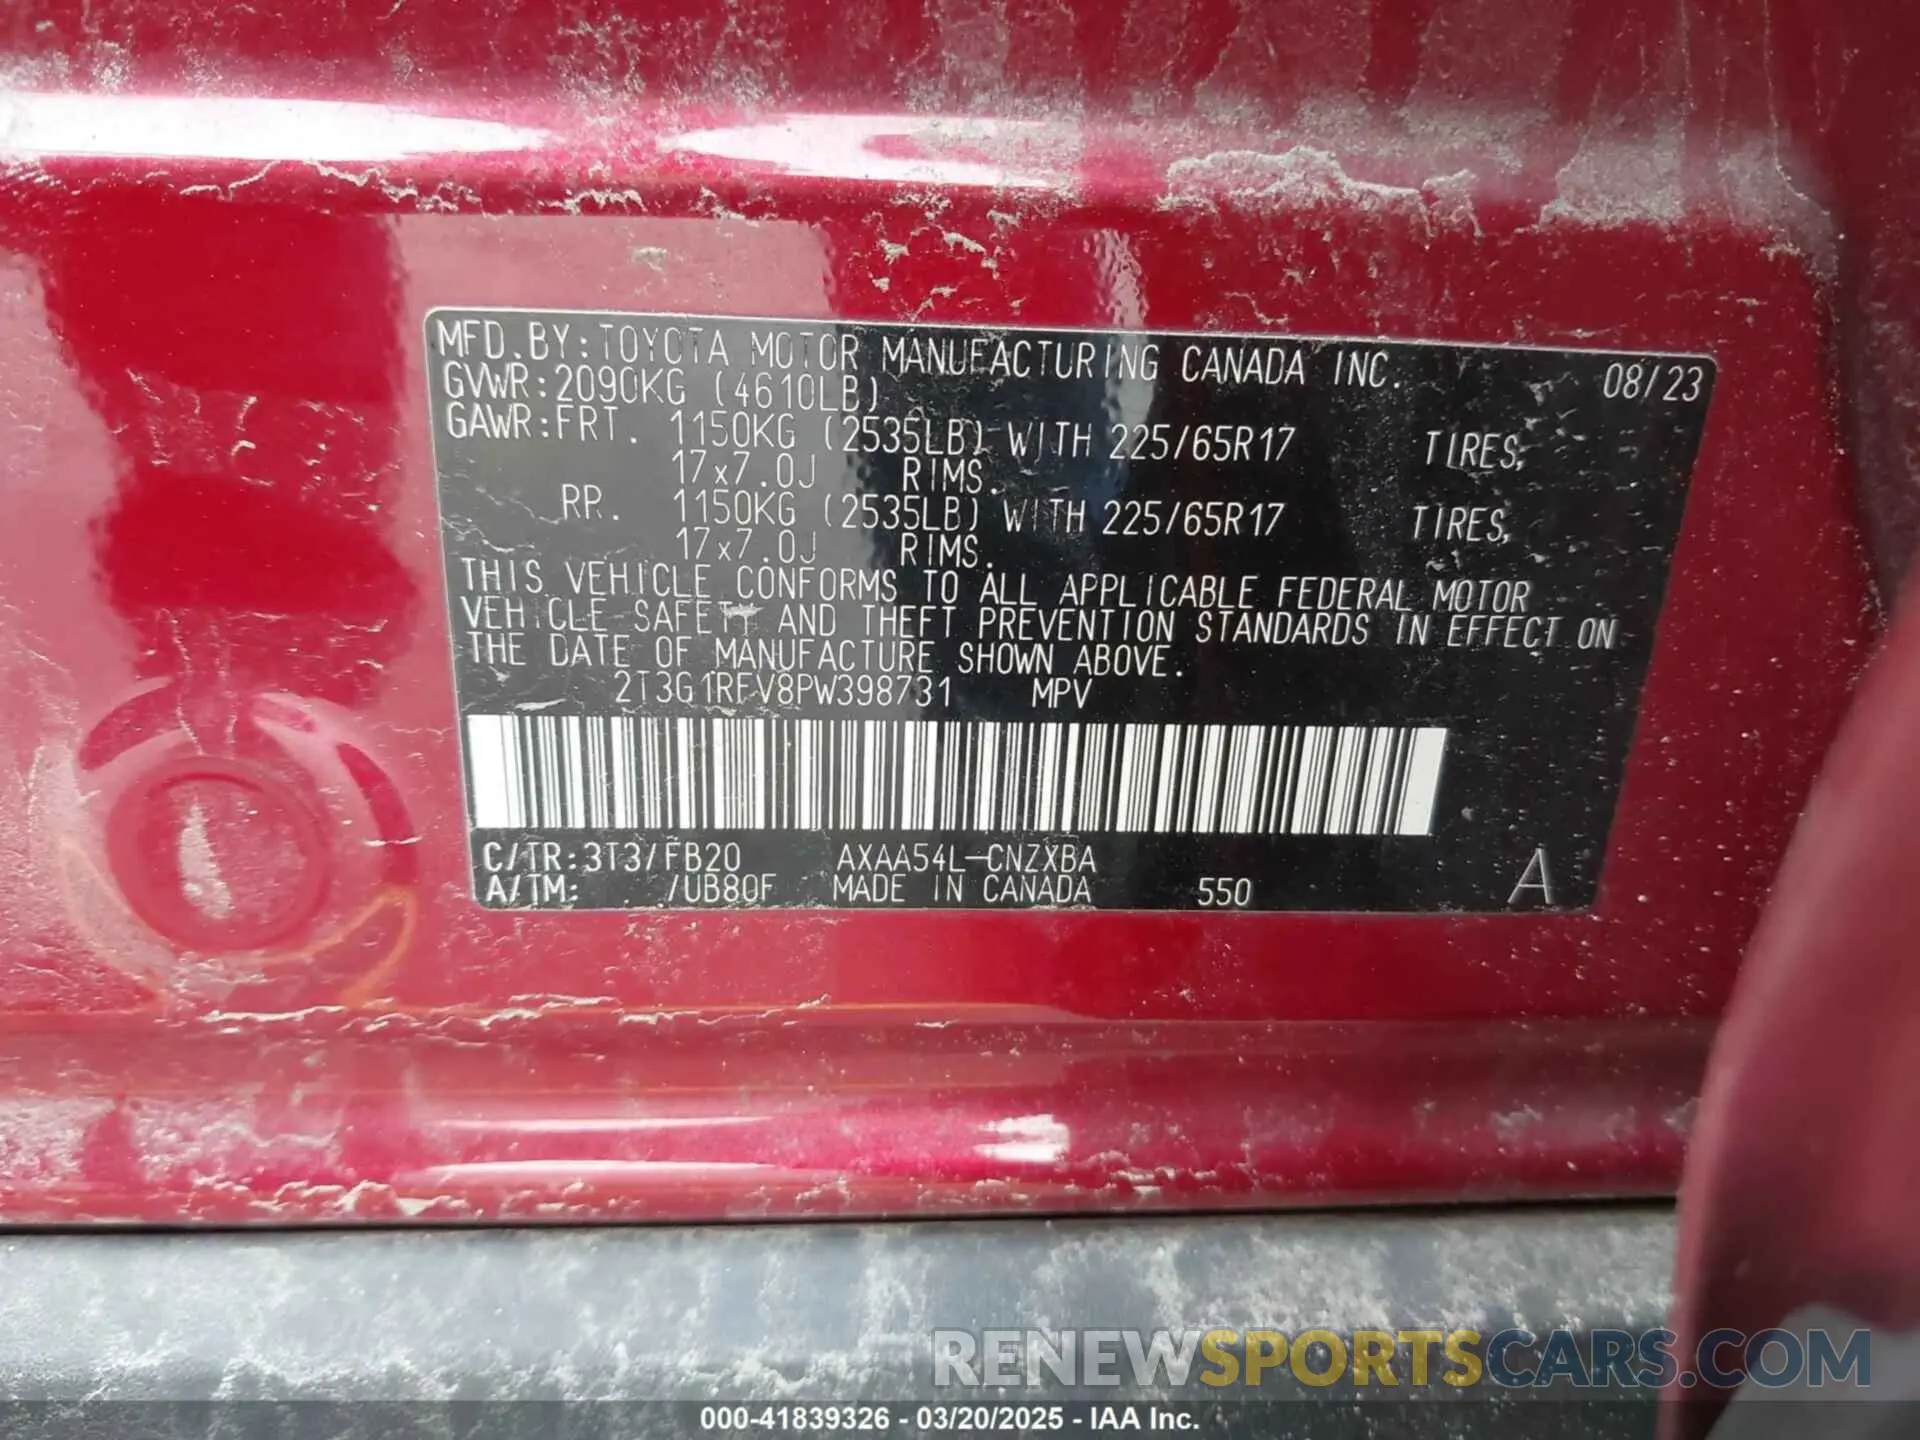 MFD. BY: TOYOTA MOTOR MANUFACTURING CANADA INC. 08/23
GVWR: 2090KG (4610LB)
GAWR: FRT. 1150KG (2535LB) WITH 225/65R17 TIRES,
17x7.0J RIMS.
RR. 1150KG (2535LB) WITH 225/65R17 TIRES,
17x7.0J RIMS.
THIS VEHICLE CONFORMS TO ALL APPLICABLE FEDERAL MOTOR
VEHICLE SAFETY AND THEFT PREVENTION STANDARDS IN EFFECT ON
THE DATE OF MANUFACTURE SHOWN ABOVE.
2T3G1RFV8PW398731 MPV
C/TR: 3T3/FB20 AXAA54L-CNZXBA
A/TM: /UB80F MADE IN CANADA 550 A
RENEWSPORTSCARS.COM
000-41839326 - 03/20/2025 - IAA Inc.